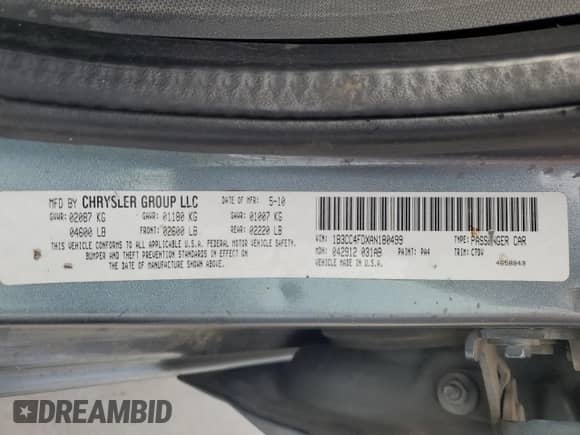 MFD BY CHRYSLER GROUP LLC DATE OF MFR: 5-10
GVWR: 02087 KG GAWR: 01180 KG GAWR: 01007 KG
04600 LB FRONT: 02600 LB REAR: 02220 LB
THIS VEHICLE CONFORMS TO ALL APPLICABLE U.S.A. FEDERAL MOTOR VEHICLE SAFETY,
BUMPER AND THEFT PREVENTION STANDARDS IN EFFECT ON
THE DATE OF MANUFACTURE SHOWN ABOVE.
VIN: 1B3CC4FDXAN180499 TYPE: PASSENGER CAR
MDH: 042912 031AB PAINT: PA4 TRIM: C7DV
VEHICLE MADE IN U.S.A.
DREAMBID